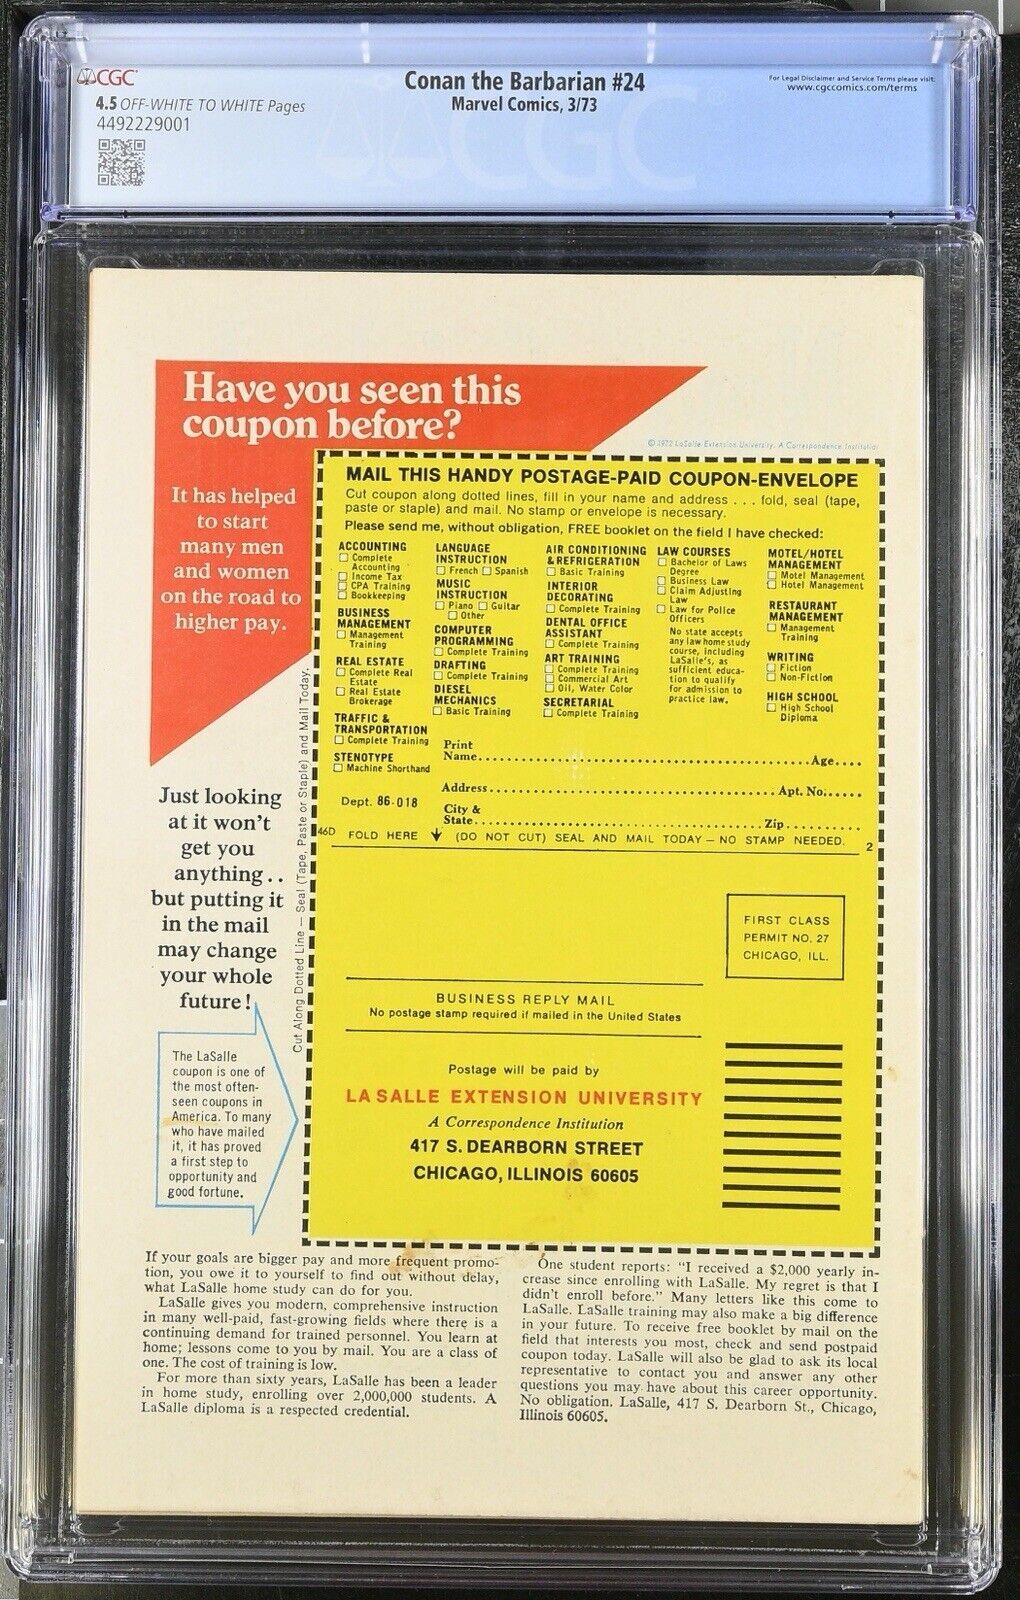 CGC
4.5 OFF-WHITE TO WHITE Pages
4492229001
Conan the Barbarian #24
Marvel Comics, 3/73
For Legal Disclaimer and Service Terms please visit:
www.cgccomics.com/terms
CGC
Have you seen this
coupon before?
It has helped
to start
many men
and women
on the road to
higher pay.
© 1972 LaSalle Extension University, A Correspondence Institution
MAIL THIS HANDY POSTAGE-PAID COUPON-ENVELOPE
Cut coupon along dotted lines, fill in your name and address . . . fold, seal (tape,
paste or staple) and mail. No stamp or envelope is necessary.
Please send me, without obligation, FREE booklet on the field I have checked:
ACCOUNTING
☐ Complete
Accounting
☐ Income Tax
☐ CPA Training
☐ Bookkeeping
BUSINESS
MANAGEMENT
☐ Management
Training
REAL ESTATE
☐ Complete Real
Estate
☐ Real Estate
Brokerage
TRAFFIC &
TRANSPORTATION
☐ Complete Training
STENOTYPE
☐ Machine Shorthand
LANGUAGE
INSTRUCTION
☐ French ☐ Spanish
MUSIC
INSTRUCTION
☐ Piano ☐ Guitar
☐ Other
COMPUTER
PROGRAMMING
☐ Complete Training
DRAFTING
☐ Complete Training
DIESEL
MECHANICS
☐ Basic Training
AIR CONDITIONING
& REFRIGERATION
☐ Basic Training
INTERIOR
DECORATING
☐ Complete Training
DENTAL OFFICE
ASSISTANT
☐ Complete Training
ART TRAINING
☐ Complete Training
☐ Commercial Art
☐ Oil, Water Color
SECRETARIAL
☐ Complete Training
LAW COURSES
☐ Bachelor of Laws
Degree
☐ Business Law
☐ Claim Adjusting
Law
☐ Law for Police
Officers
No state accepts
any law home study
course, including
LaSalle's, as
sufficient educa-
tion to qualify
for admission to
practice law.
MOTEL/HOTEL
MANAGEMENT
☐ Motel Management
☐ Hotel Management
RESTAURANT
MANAGEMENT
☐ Management
Training
WRITING
☐ Fiction
☐ Non-Fiction
HIGH SCHOOL
☐ High School
Diploma
Print
Name.....Age....
Address.....Apt. No......
Dept. 86-018
City &
State.....Zip..........
46D FOLD HERE (DO NOT CUT) SEAL AND MAIL TODAY — NO STAMP NEEDED. 2
Cut Along Dotted Line — Seal (Tape, Paste or Staple) and Mail Today.
Just looking
at it won't
get you
anything..
but putting it
in the mail
may change
your whole
future!
FIRST CLASS
PERMIT NO. 27
CHICAGO, ILL.
BUSINESS REPLY MAIL
No postage stamp required if mailed in the United States
Postage will be paid by
LA SALLE EXTENSION UNIVERSITY
A Correspondence Institution
417 S. DEARBORN STREET
CHICAGO, ILLINOIS 60605
The LaSalle
coupon is one of
the most often-
seen coupons in
America. To many
who have mailed
it, it has proved
a first step to
opportunity and
good fortune.
If your goals are bigger pay and more frequent promo-
tion, you owe it to yourself to find out without delay,
what LaSalle home study can do for you.
LaSalle gives you modern, comprehensive instruction
in many well-paid, fast-growing fields where there is a
continuing demand for trained personnel. You learn at
home; lessons come to you by mail. You are a class of
one. The cost of training is low.
For more than sixty years, LaSalle has been a leader
in home study, enrolling over 2,000,000 students. A
LaSalle diploma is a respected credential.
One student reports: "I received a $2,000 yearly in-
crease since enrolling with LaSalle. My regret is that I
didn't enroll before." Many letters like this come to
LaSalle. LaSalle training may also make a big difference
in your future. To receive free booklet by mail on the
field that interests you most, check and send postpaid
coupon today. LaSalle will also be glad to ask its local
representative to contact you and answer any other
questions you may have about this career opportunity.
No obligation. LaSalle, 417 S. Dearborn St., Chicago,
Illinois 60605.